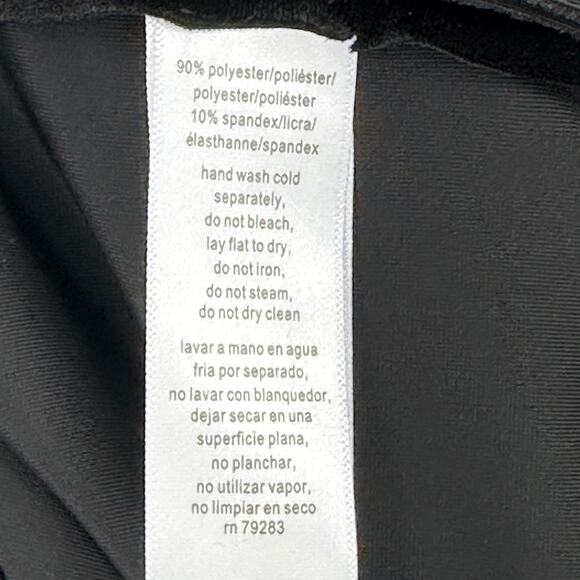 90% polyester/poliéster/
polyester/poliéster
10% spandex/licra/
élasthanne/spandex
hand wash cold
separately,
do not bleach,
lay flat to dry,
do not iron,
do not steam,
do not dry clean
lavar a mano en agua
fria por separado,
no lavar con blanquedor,
dejar secar en una
superficie plana,
no planchar,
no utilizar vapor,
no limpiar en seco
rn 79283